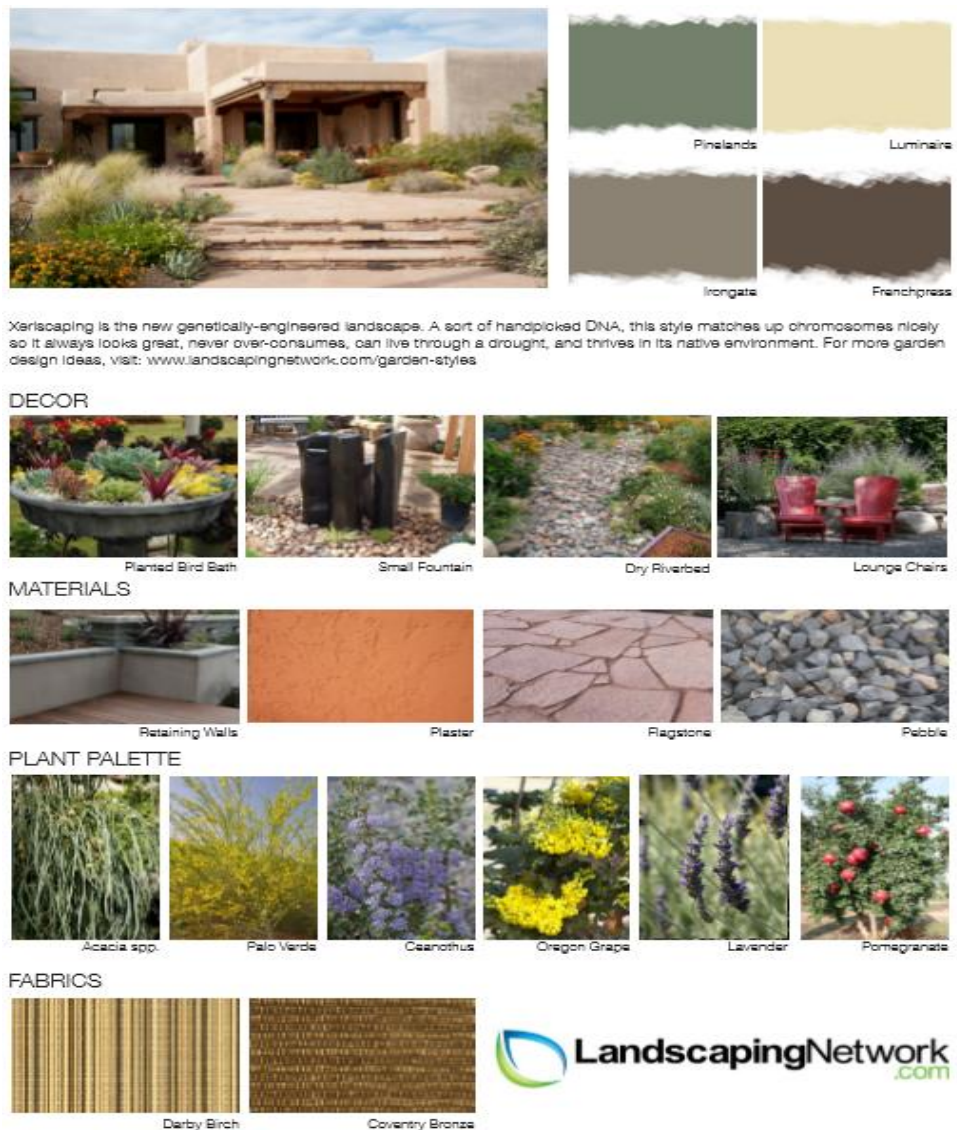 Pinelands
Luminaire
Irongate
Frenchpress
Xeriscaping is the new genetically-engineered landscape. A sort of handpicked DNA, this style matches up chromosomes nicely
so it always looks great, never over-consumes, can live through a drought, and thrives in its native environment. For more garden
design ideas, visit: www.landscapingnetwork.com/garden-styles
DECOR
Planted Bird Bath
Small Fountain
Dry Riverbed
Lounge Chairs
MATERIALS
Retaining Walls
Plaster
Flagstone
Pebble
PLANT PALETTE
Acacia spp.
Palo Verde
Ceanothus
Oregon Grape
Lavender
Pomegranate
FABRICS
Darby Birch
Coventry Bronze
LandscapingNetwork
.com